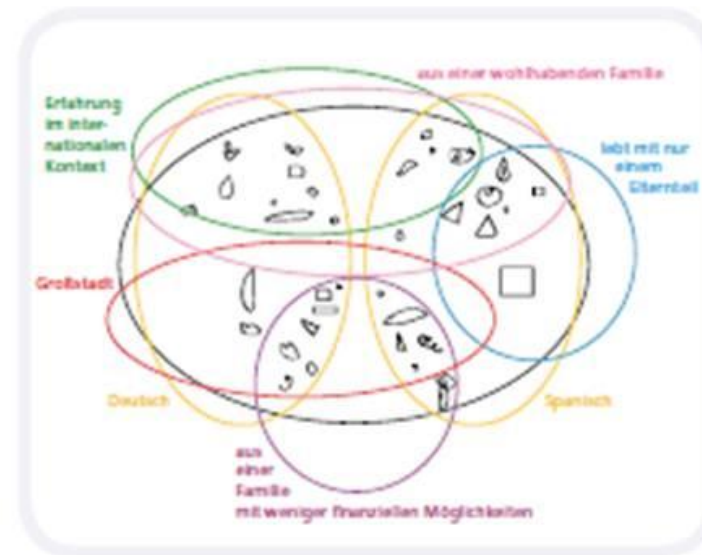 aus einer wohlhabenden Familie
Erfahrung
im inter-
nationalen
Kontext
lebt mit nur
einem
Elternteil
Großstadt
Deutsch
Spanisch
aus
einer
Familie
mit weniger finanziellen Möglichkeiten